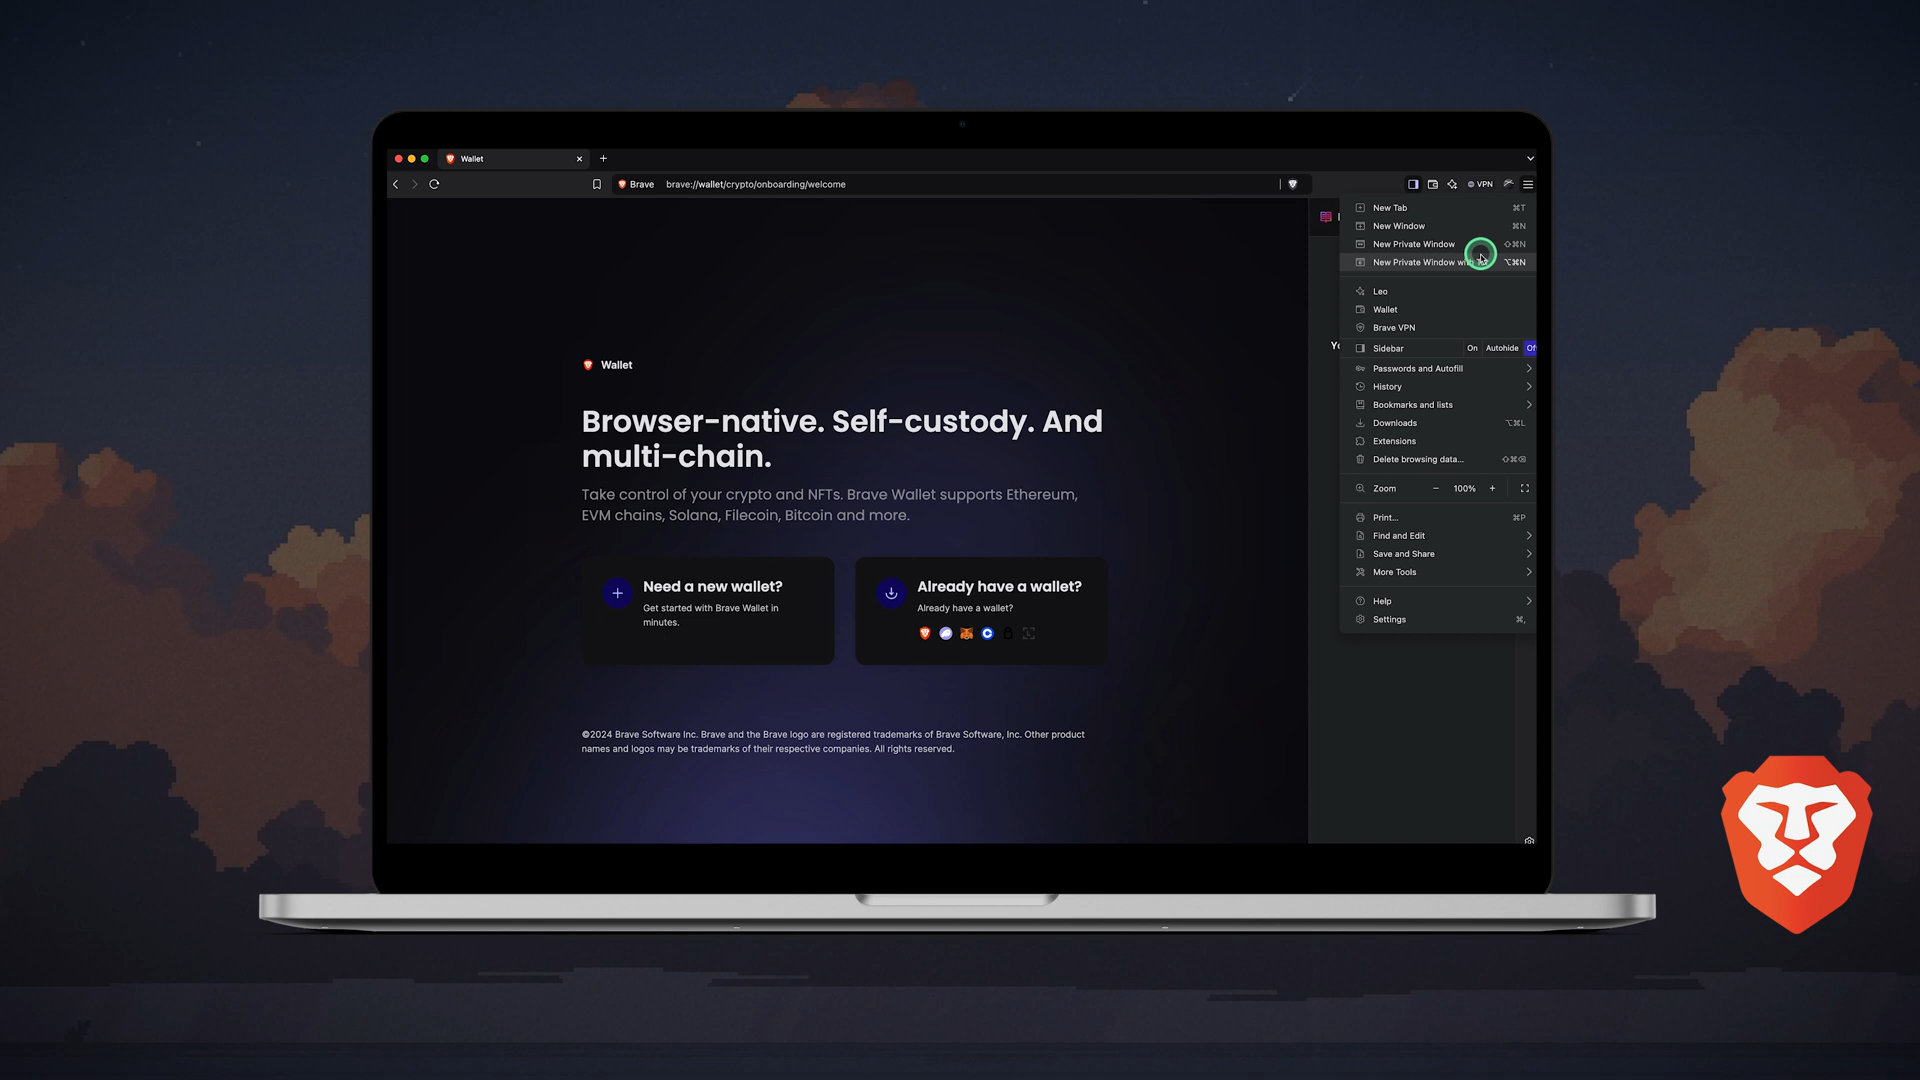 Wallet
Brave brave://wallet/crypto/onboarding/welcome
VPN
New Tab ⌘T
New Window ⌘N
New Private Window ⇧⌘N
New Private Window ⌥⌘N
Leo
Wallet
Brave VPN
Sidebar On Autohide
Passwords and Autofill
History
Bookmarks and lists
Downloads ⌥⌘L
Extensions
Delete browsing data... ⇧⌘⌫
Zoom − 100% +
Print... ⌘P
Find and Edit
Save and Share
More Tools
Help
Settings ⌘,
Wallet
Browser-native. Self-custody. And
multi-chain.
Take control of your crypto and NFTs. Brave Wallet supports Ethereum,
EVM chains, Solana, Filecoin, Bitcoin and more.
Need a new wallet?
Get started with Brave Wallet in
minutes.
Already have a wallet?
Already have a wallet?
©2024 Brave Software Inc. Brave and the Brave logo are registered trademarks of Brave Software, Inc. Other product
names and logos may be trademarks of their respective companies. All rights reserved.